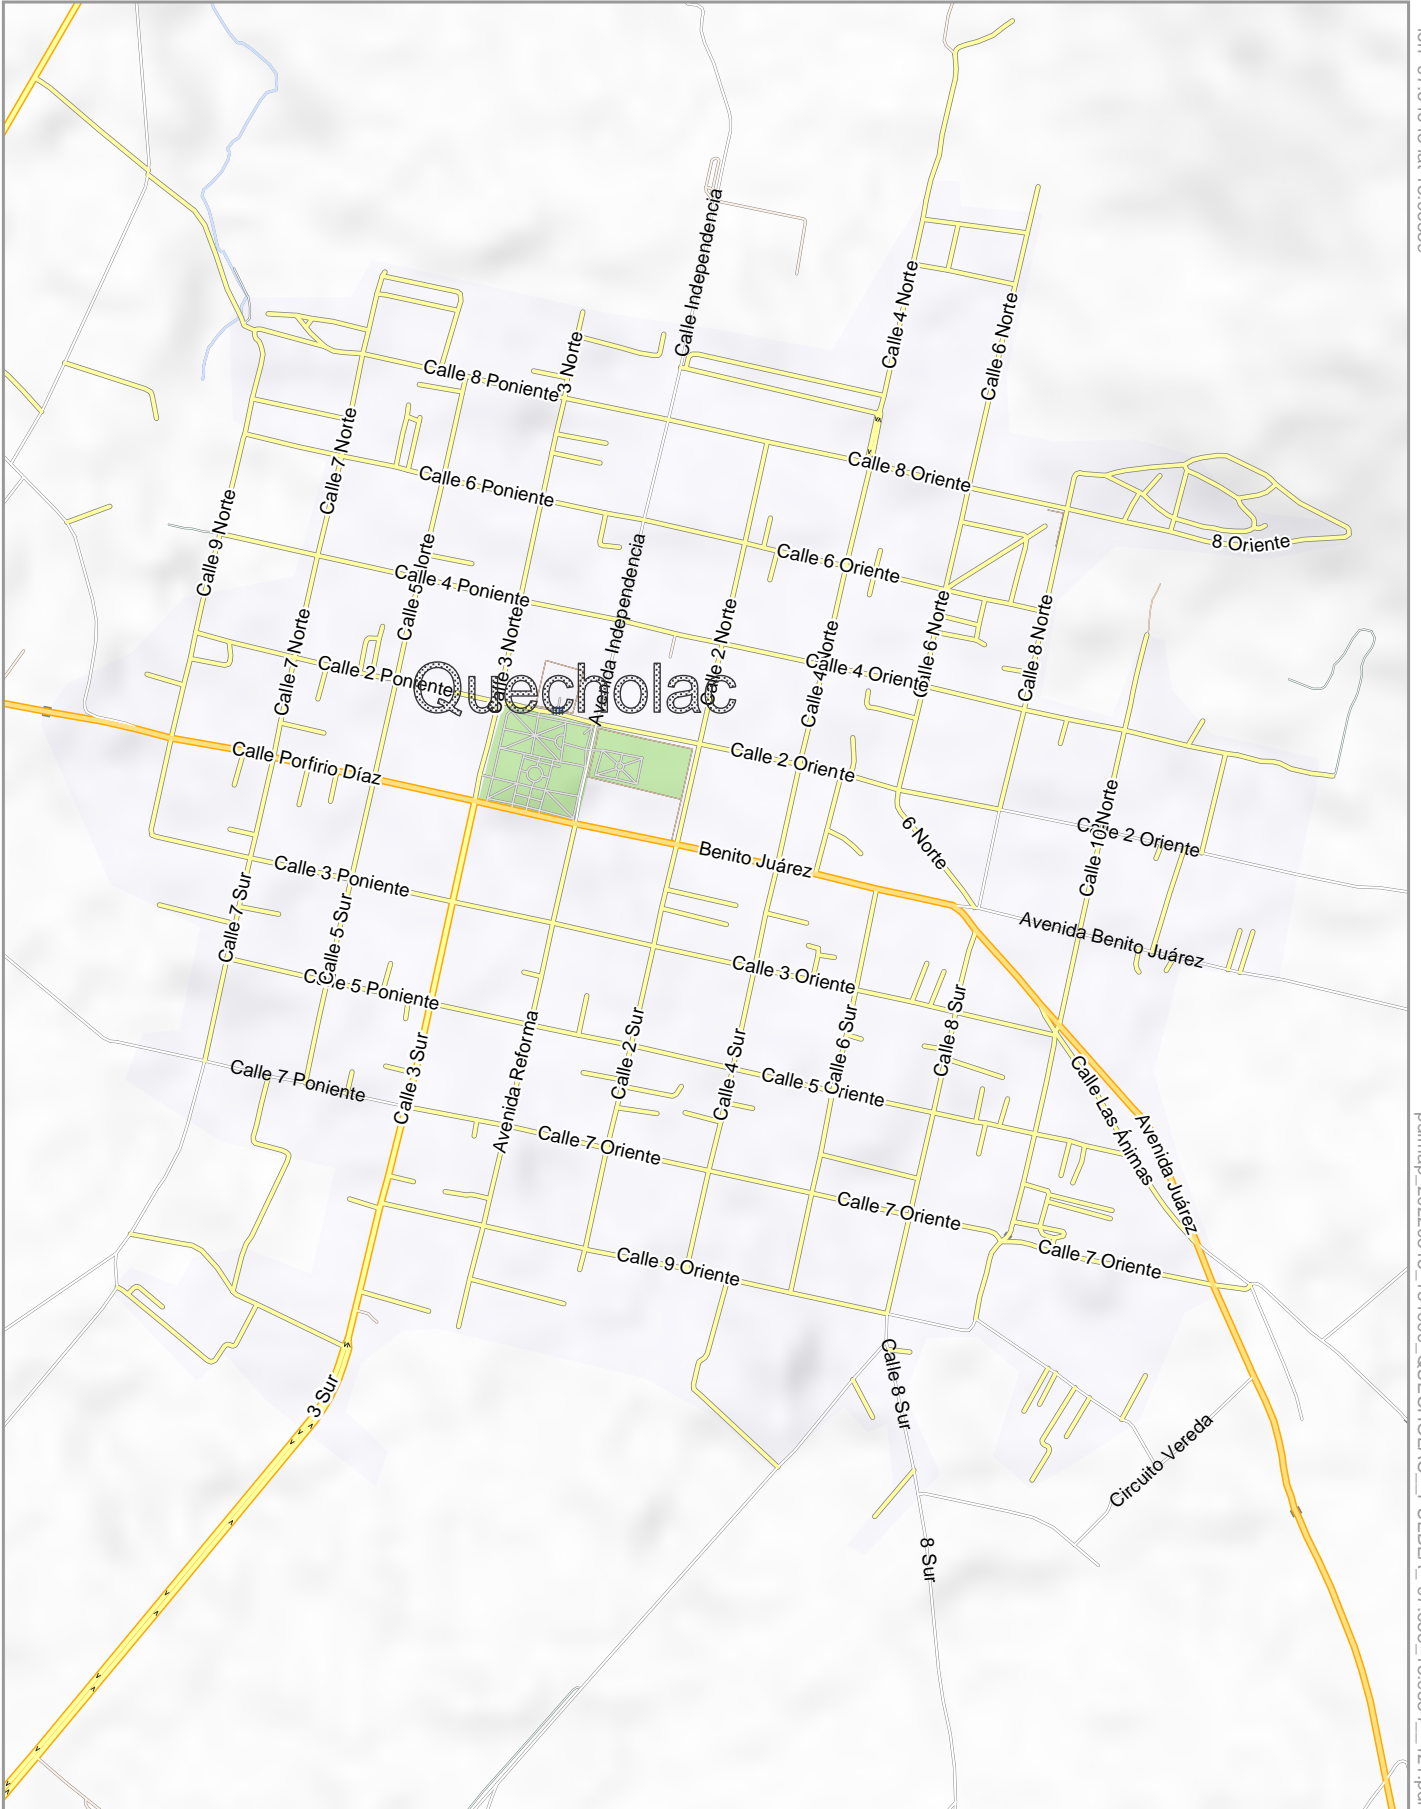 Calle Independencia
Calle 4 Norte
Calle 6 Norte
3 Norte
Calle 8 Poniente
Calle 7 Norte
Calle 8 Oriente
Calle 6 Poniente
Calle 9 Norte
8 Oriente
Calle 6 Oriente
Avenida Independencia
Calle 5 Norte
Calle 4 Poniente
Calle 3 Norte
Calle 2 Norte
Calle 4 Norte
Calle 6 Norte
Calle 8 Norte
Calle 7 Norte
Calle 4 Oriente
Calle 2 Poniente
Quecholac
Calle 2 Oriente
Calle Porfirio Díaz
Calle 10 Norte
6 Norte
Calle 2 Oriente
Benito Juárez
Calle 3 Poniente
Calle 7 Sur
Calle 5 Sur
Avenida Benito Juárez
Calle 3 Oriente
Calle 5 Poniente
Calle 8 Sur
Calle 6 Sur
Calle 2 Sur
Calle 4 Sur
Avenida Reforma
Calle 3 Sur
Calle 7 Poniente
Calle 5 Oriente
Calle Las Ánimas
Avenida Juárez
Calle 7 Oriente
Calle 7 Oriente
Calle 7 Oriente
Calle 9 Oriente
Calle 8 Sur
3 Sur
Circuito Vereda
8 Sur